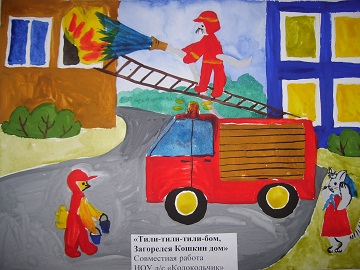 «Тили-тили-тили-бом,
Загорелся Кошкин дом»
Совместная работа
НОУ д/с «Колокольчик»